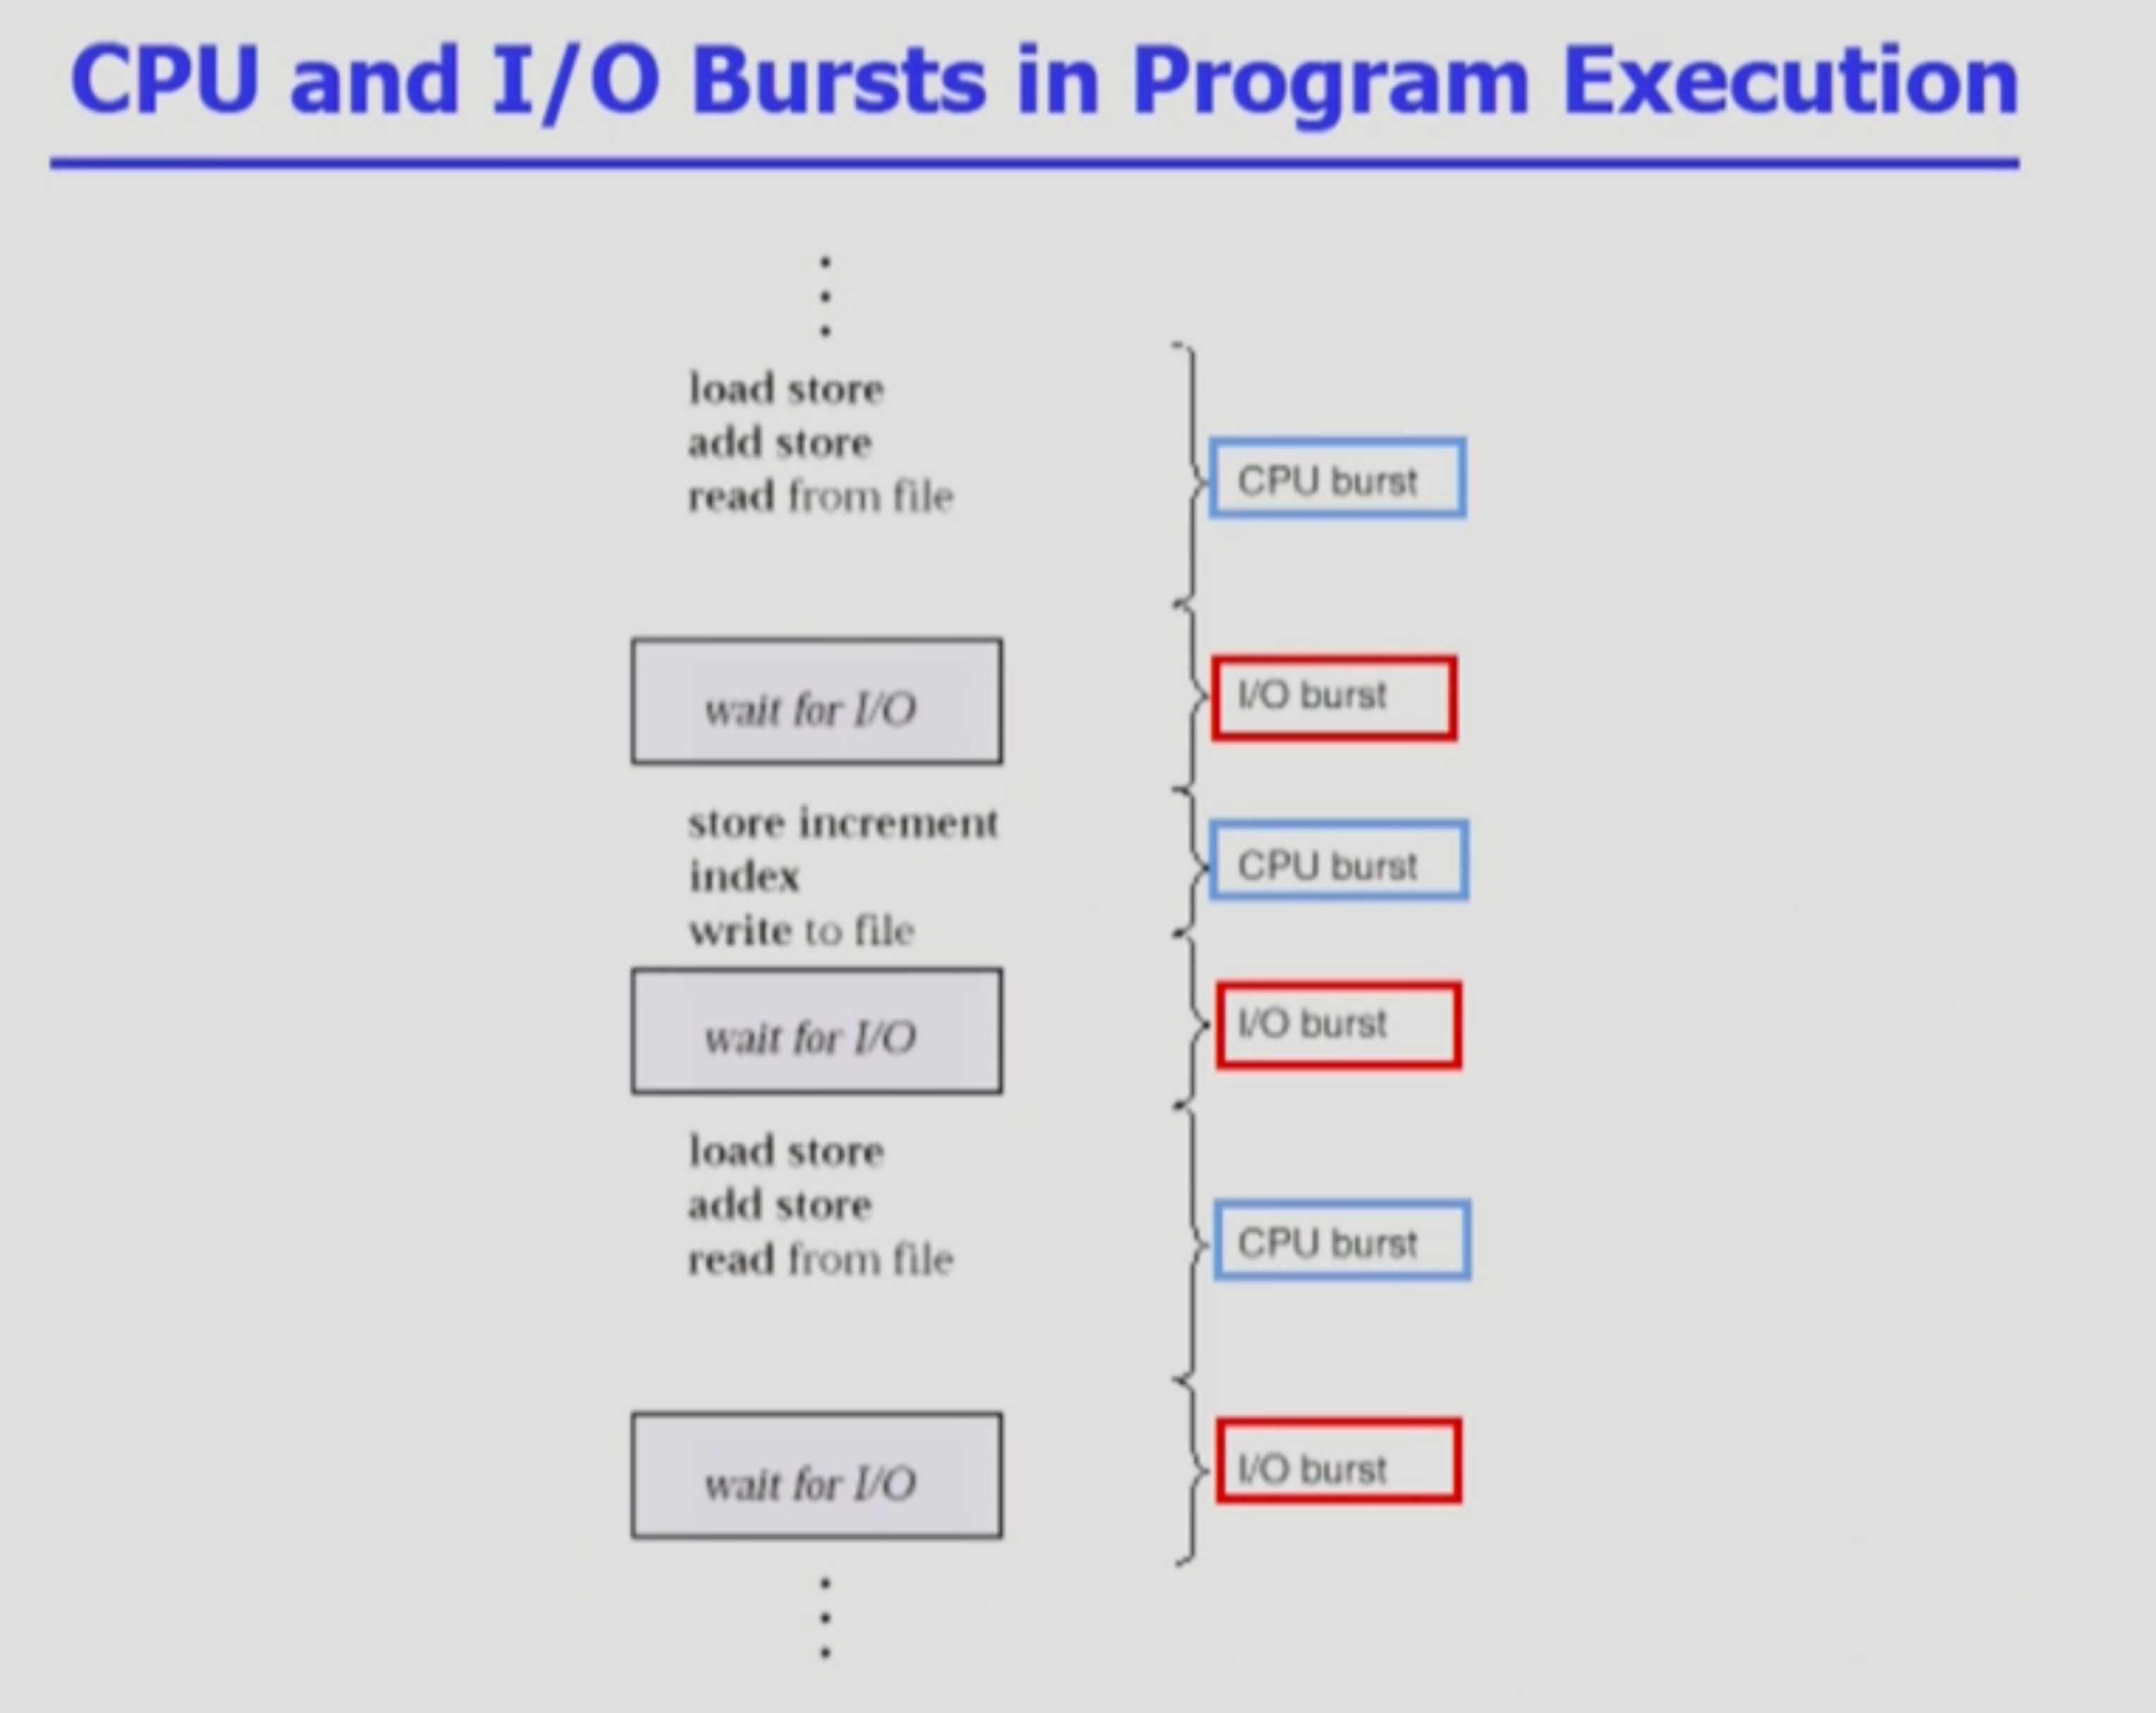 CPU and I/O Bursts in Program Execution
load store
add store
read from file
CPU burst
wait for I/O
I/O burst
store increment
index
write to file
CPU burst
wait for I/O
I/O burst
load store
add store
read from file
CPU burst
wait for I/O
I/O burst